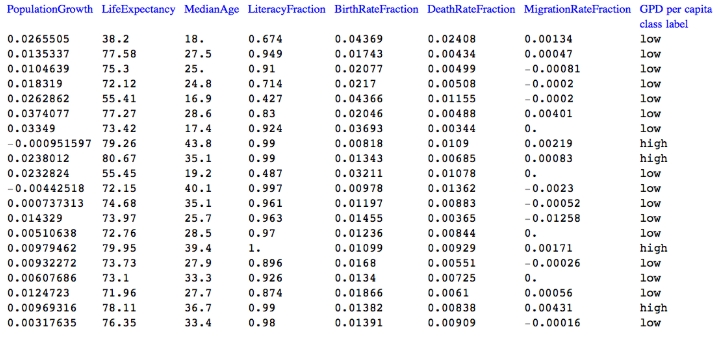 PopulationGrowth LifeExpectancy MedianAge LiteracyFraction BirthRateFraction DeathRateFraction MigrationRateFraction GPD per capita
class label
0.0265505 38.2 18. 0.674 0.04369 0.02408 0.00134 low
0.0135337 77.58 27.5 0.949 0.01743 0.00434 0.00047 low
0.0104639 75.3 25. 0.91 0.02077 0.00499 -0.00081 low
0.018319 72.12 24.8 0.714 0.0217 0.00508 -0.0002 low
0.0262862 55.41 16.9 0.427 0.04366 0.01155 -0.0002 low
0.0374077 77.27 28.6 0.83 0.02046 0.00488 0.00401 low
0.03349 73.42 17.4 0.924 0.03693 0.00344 0. low
-0.000951597 79.26 43.8 0.99 0.00818 0.0109 0.00219 high
0.0238012 80.67 35.1 0.99 0.01343 0.00685 0.00083 high
0.0232824 55.45 19.2 0.487 0.03211 0.01078 0. low
-0.00442518 72.15 40.1 0.997 0.00978 0.01362 -0.0023 low
0.000737313 74.68 35.1 0.961 0.01197 0.00883 -0.00052 low
0.014329 73.97 25.7 0.963 0.01455 0.00365 -0.01258 low
0.00510638 72.76 28.5 0.97 0.01236 0.00844 0. low
0.00979462 79.95 39.4 1. 0.01099 0.00929 0.00171 high
0.00932272 73.73 27.9 0.896 0.0168 0.00551 -0.00026 low
0.00607686 73.1 33.3 0.926 0.0134 0.00725 0. low
0.0124723 71.96 27.7 0.874 0.01866 0.0061 0.00056 low
0.00969316 78.11 36.7 0.99 0.01382 0.00838 0.00431 high
0.00317635 76.35 33.4 0.98 0.01391 0.00909 -0.00016 low